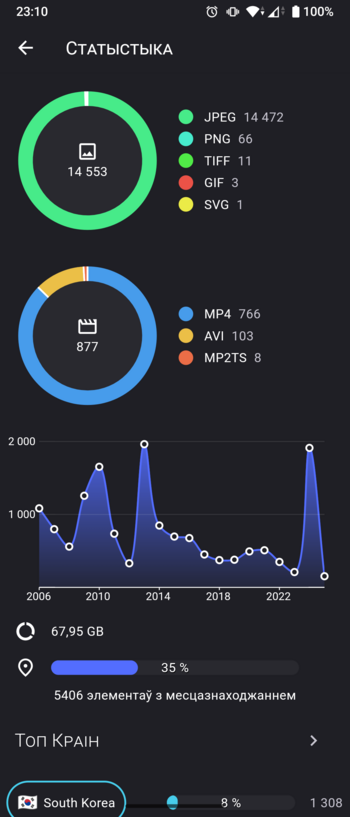 23:10
100%
Статыстыка
14 553
JPEG 14 472
PNG 66
TIFF 11
GIF 3
SVG 1
877
MP4 766
AVI 103
MP2TS 8
2 000
1 000
2006 2010 2014 2018 2022
67,95 GB
35 %
5406 элементаў з месцазнаходжаннем
Топ Краін
South Korea 8 % 1 308